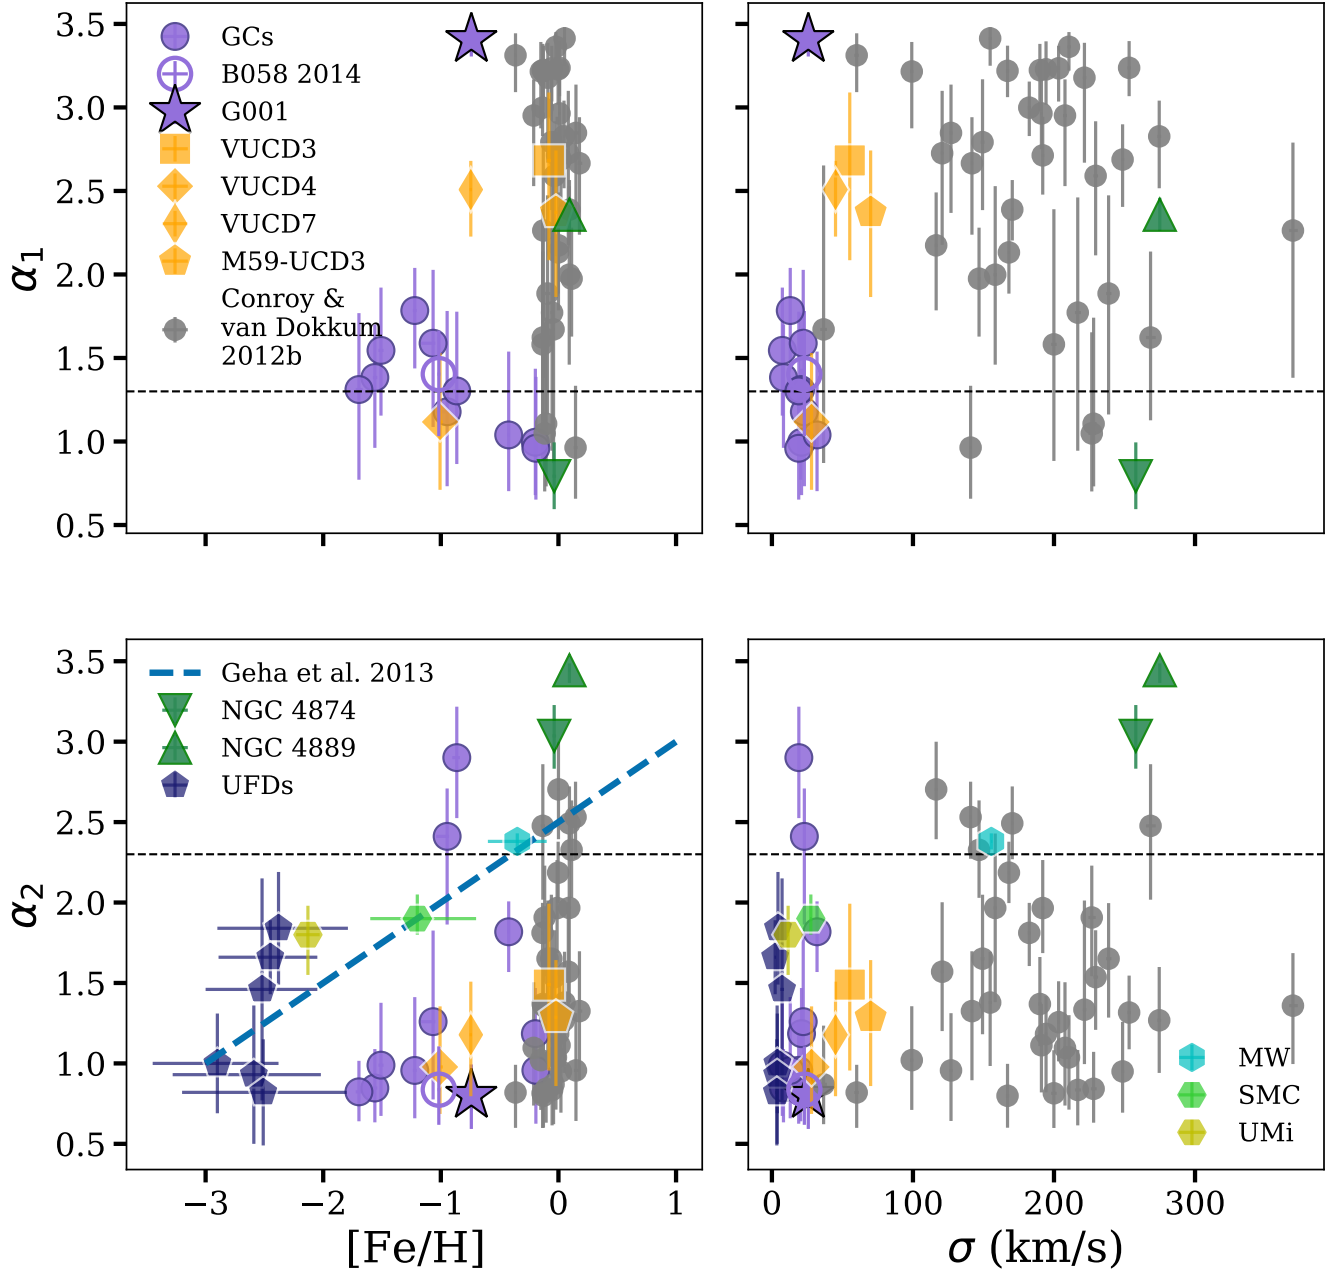 3.5
3.0
2.5
2.0
1.5
1.0
0.5
α1
GCs
B058 2014
G001
VUCD3
VUCD4
VUCD7
M59-UCD3
Conroy &
van Dokkum
2012b
3.5
3.0
2.5
2.0
1.5
1.0
0.5
α2
Geha et al. 2013
NGC 4874
NGC 4889
UFDs
MW
SMC
UMi
−3 −2 −1 0 1
[Fe/H]
0 100 200 300
σ (km/s)